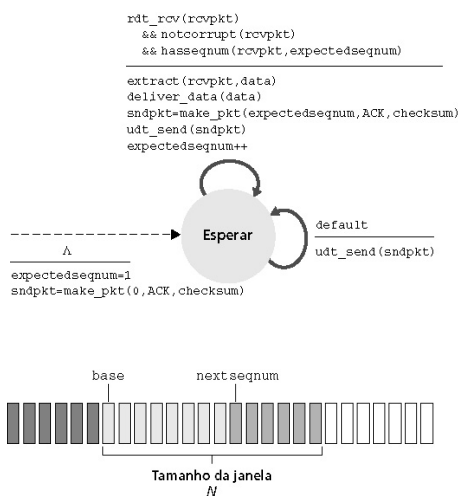 rdt_rcv(rcvpkt)
&& notcorrupt(rcvpkt)
&& hasseqnum(rcvpkt,expectedseqnum)
extract(rcvpkt,data)
deliver_data(data)
sndpkt=make_pkt(expectedseqnum,ACK,checksum)
udt_send(sndpkt)
expectedseqnum++
Esperar
default
udt_send(sndpkt)
Λ
expectedseqnum=1
sndpkt=make_pkt(0,ACK,checksum)
base
nextseqnum
Tamanho da janela
N